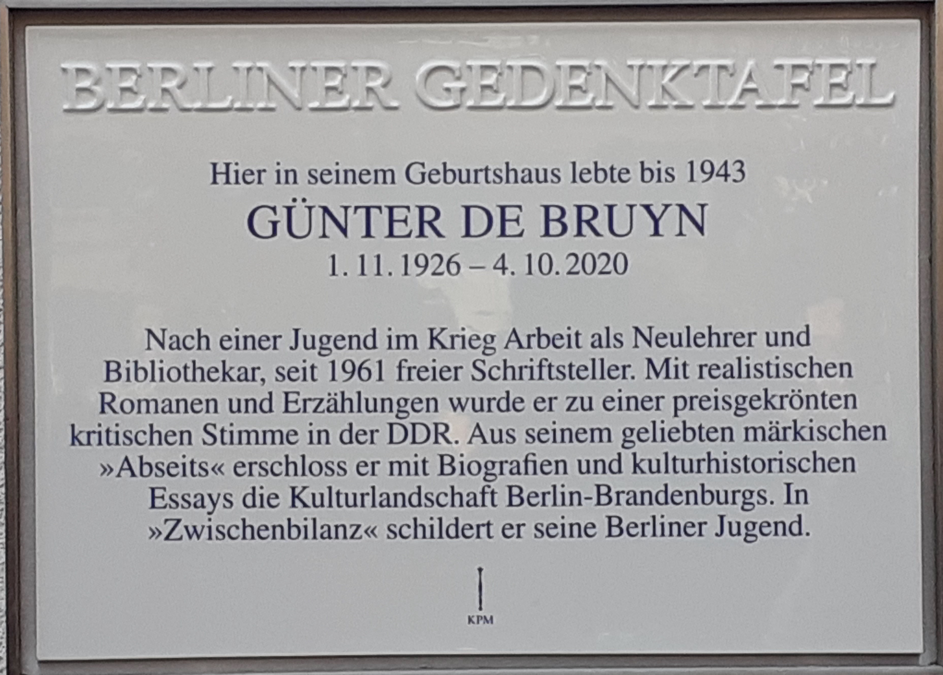 BERLINER GEDENKTAFEL
Hier in seinem Geburtshaus lebte bis 1943
GÜNTER DE BRUYN
1. 11. 1926 – 4. 10. 2020
Nach einer Jugend im Krieg Arbeit als Neulehrer und
Bibliothekar, seit 1961 freier Schriftsteller. Mit realistischen
Romanen und Erzählungen wurde er zu einer preisgekrönten
kritischen Stimme in der DDR. Aus seinem geliebten märkischen
»Abseits« erschloss er mit Biografien und kulturhistorischen
Essays die Kulturlandschaft Berlin-Brandenburgs. In
»Zwischenbilanz« schildert er seine Berliner Jugend.
KPM